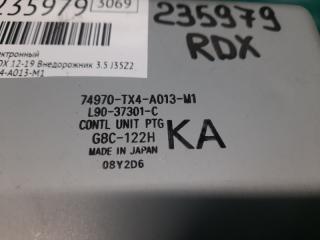 235979
3069
ектронный
DX 12-19 Внедорожник 3.5 J35Z2
4-A013-M1
235979
RDX
74970-TX4-A013-M1
L90-37301-C
CONTL UNIT PTG
G8C-122H
KA
MADE IN JAPAN
08Y2D6